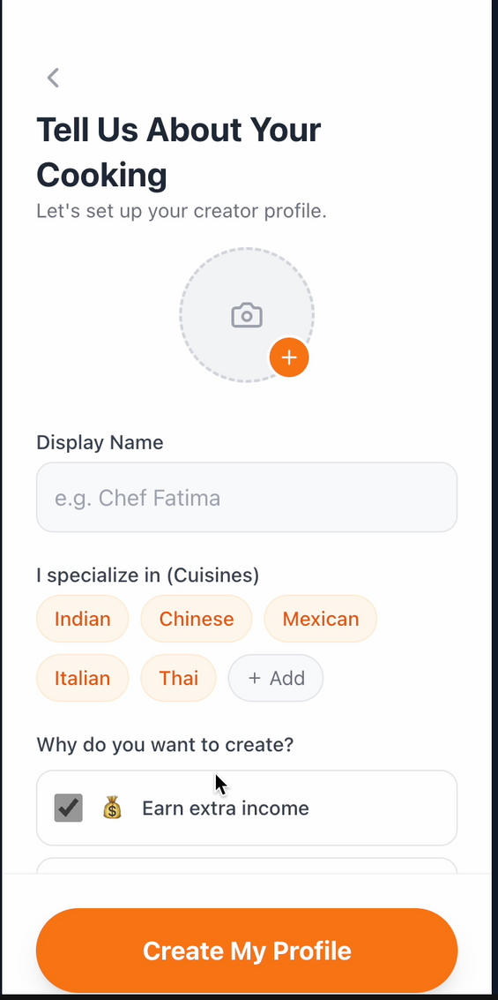 Tell Us About Your
Cooking
Let's set up your creator profile.
+
Display Name
e.g. Chef Fatima
I specialize in (Cuisines)
Indian Chinese Mexican
Italian Thai + Add
Why do you want to create?
Earn extra income
Create My Profile